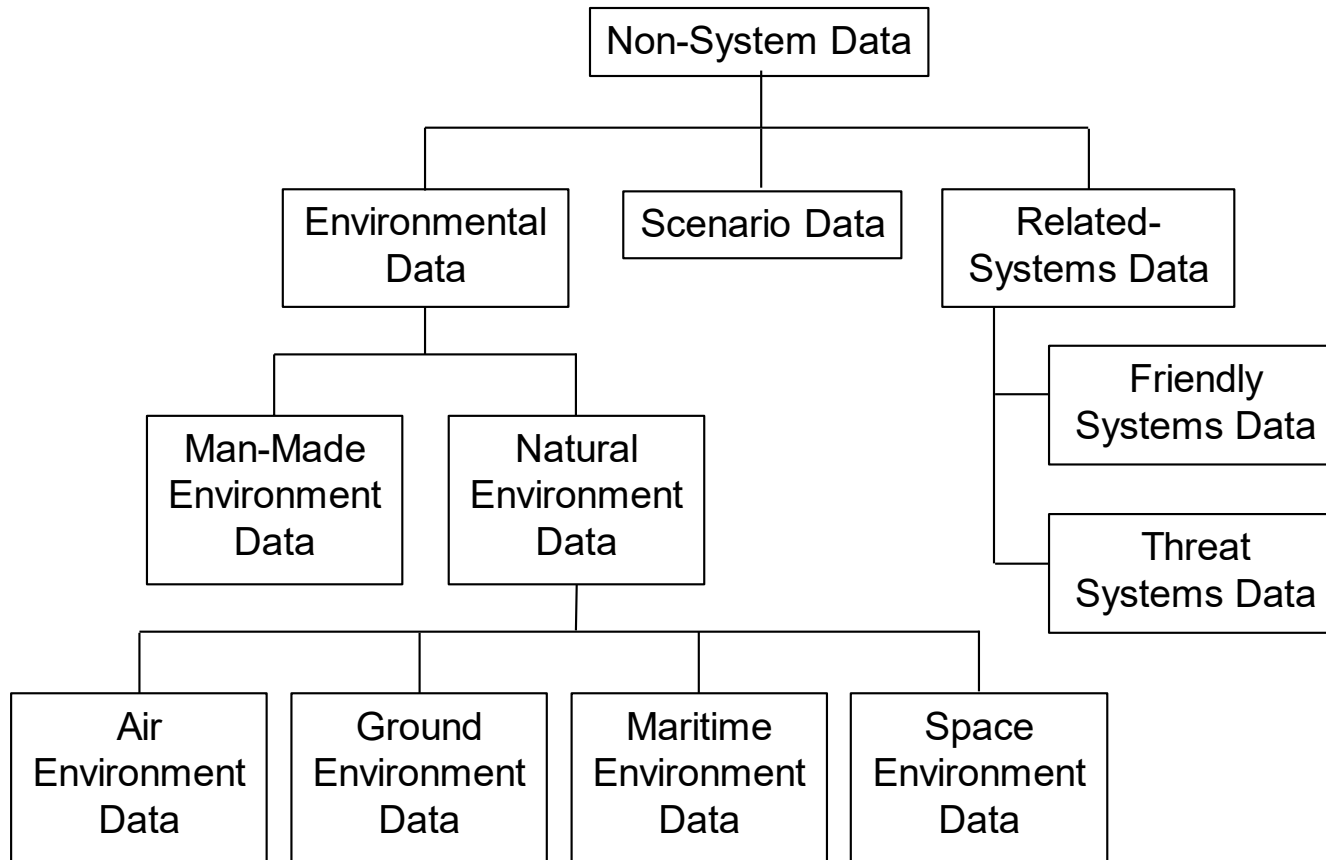 Non-System Data
Environmental
Data
Scenario Data
Related-
Systems Data
Friendly
Systems Data
Man-Made
Environment
Data
Natural
Environment
Data
Threat
Systems Data
Air
Environment
Data
Ground
Environment
Data
Maritime
Environment
Data
Space
Environment
Data